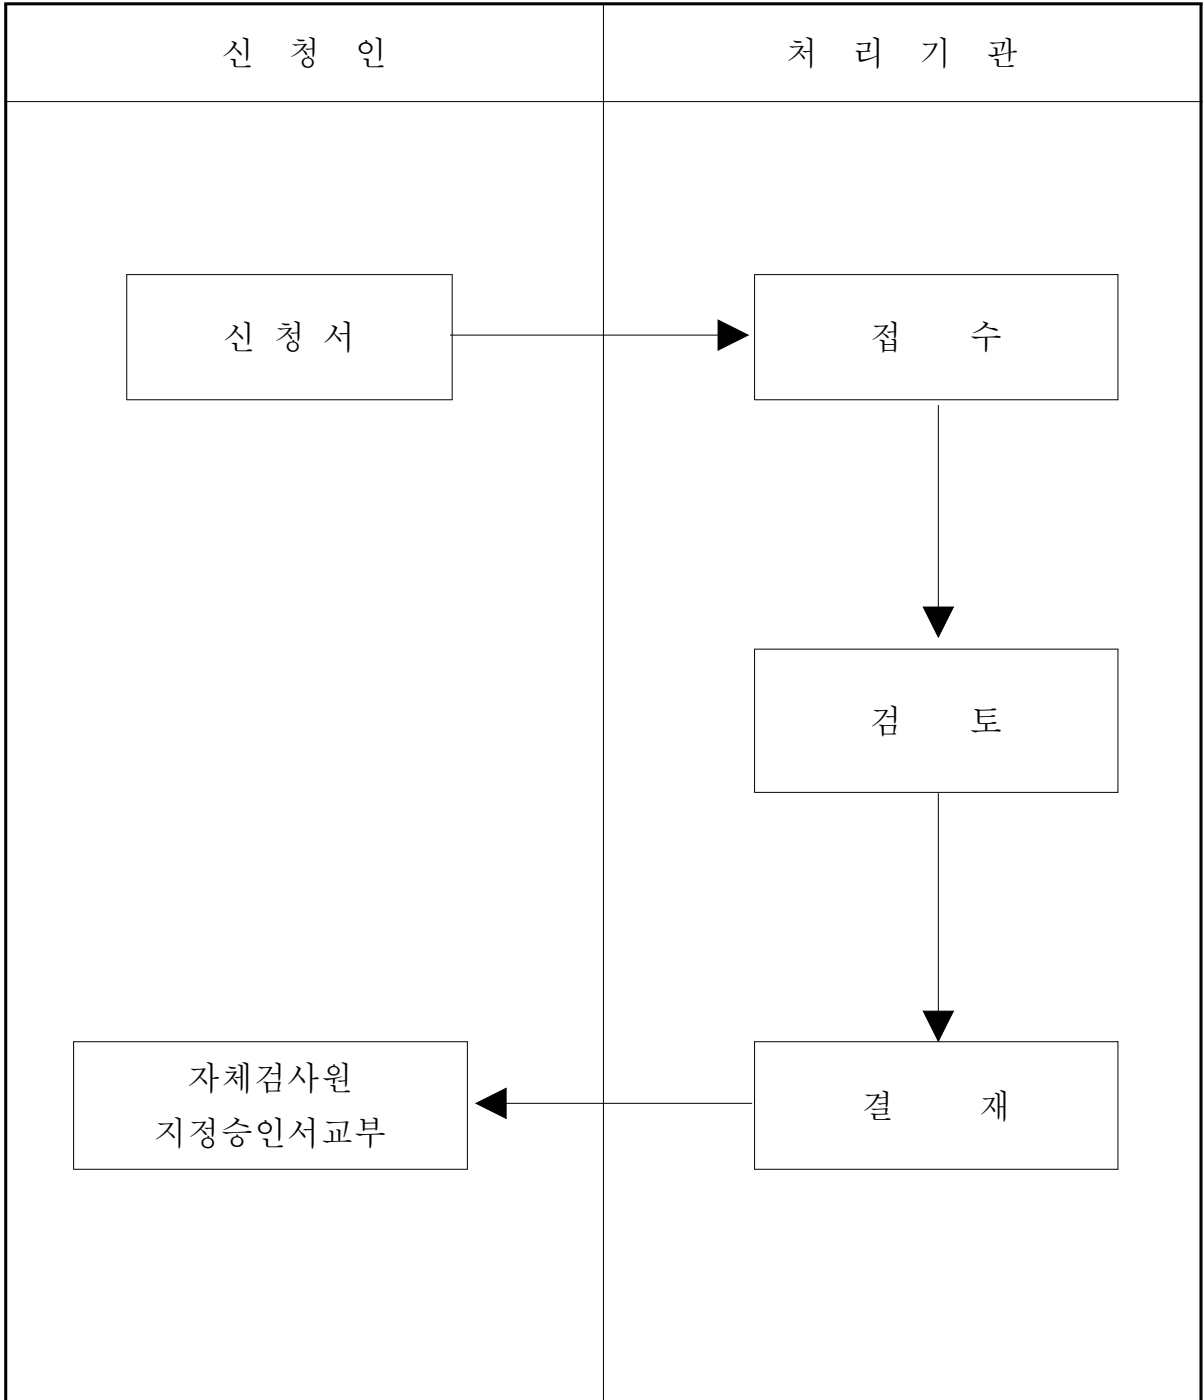 신 청 인
처 리 기 관
신 청 서
접 수
검 토
자체검사원
지정승인서교부
결 재